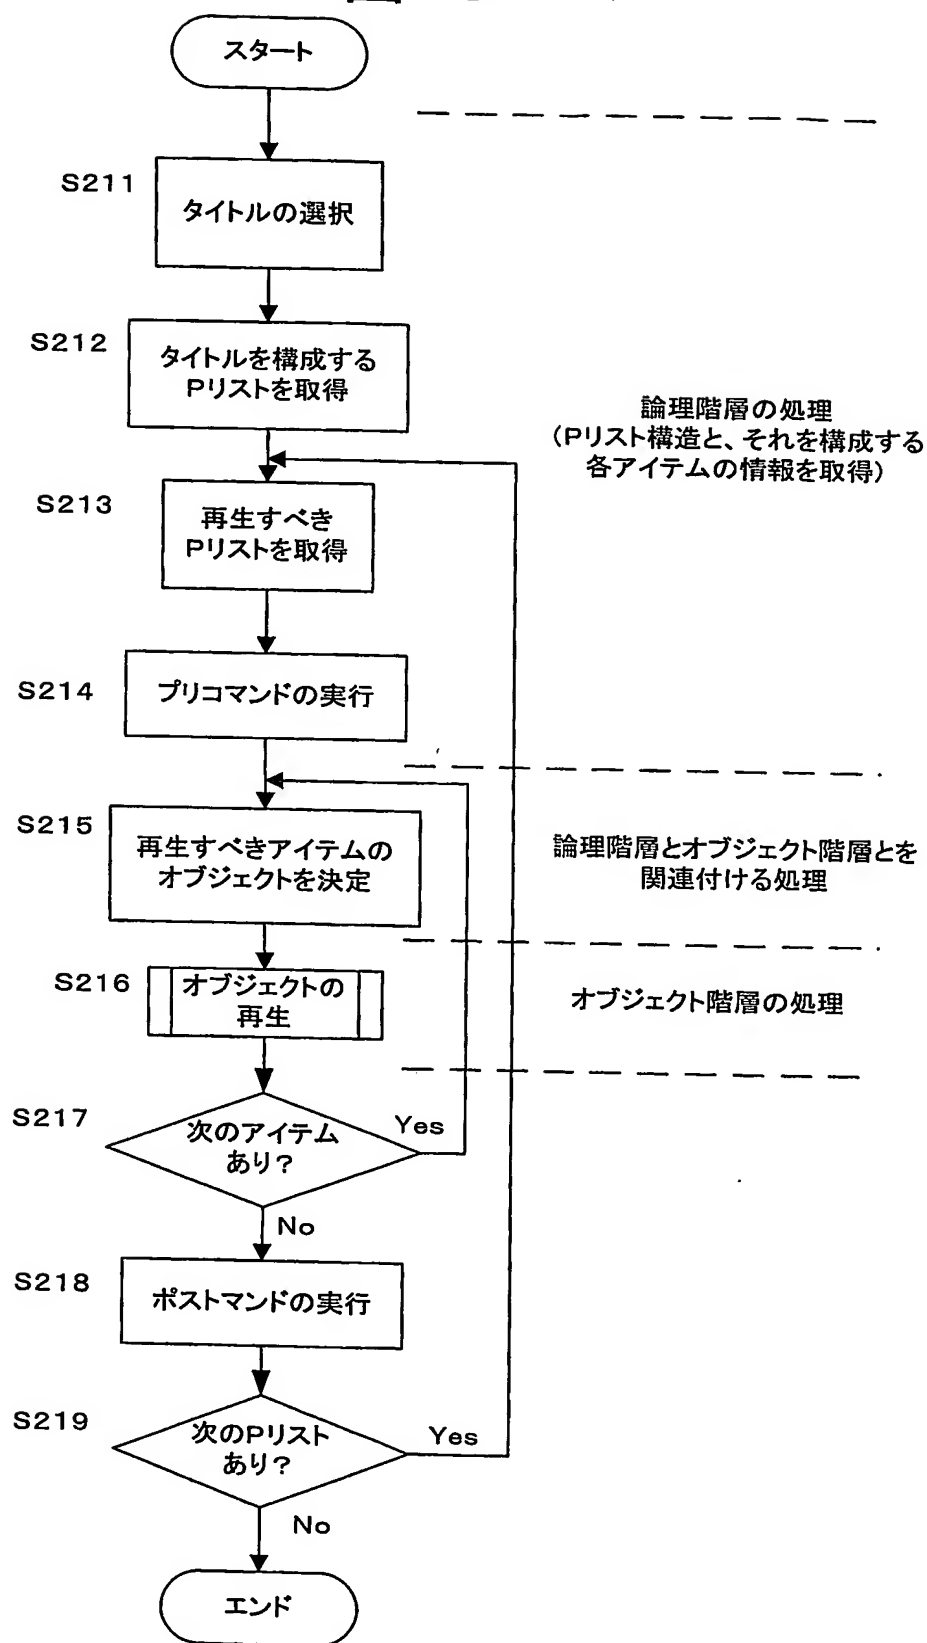 スタート
S211
タイトルの選択
S212
タイトルを構成する
Pリストを取得
論理階層の処理
(Pリスト構造と、それを構成する
各アイテムの情報を取得)
S213
再生すべき
Pリストを取得
S214
プリコマンドの実行
S215
再生すべきアイテムの
オブジェクトを決定
論理階層とオブジェクト階層とを
関連付ける処理
S216
オブジェクトの
再生
オブジェクト階層の処理
S217
次のアイテム
あり?
Yes
No
S218
ポストマンドの実行
S219
次のPリスト
あり?
Yes
No
エンド